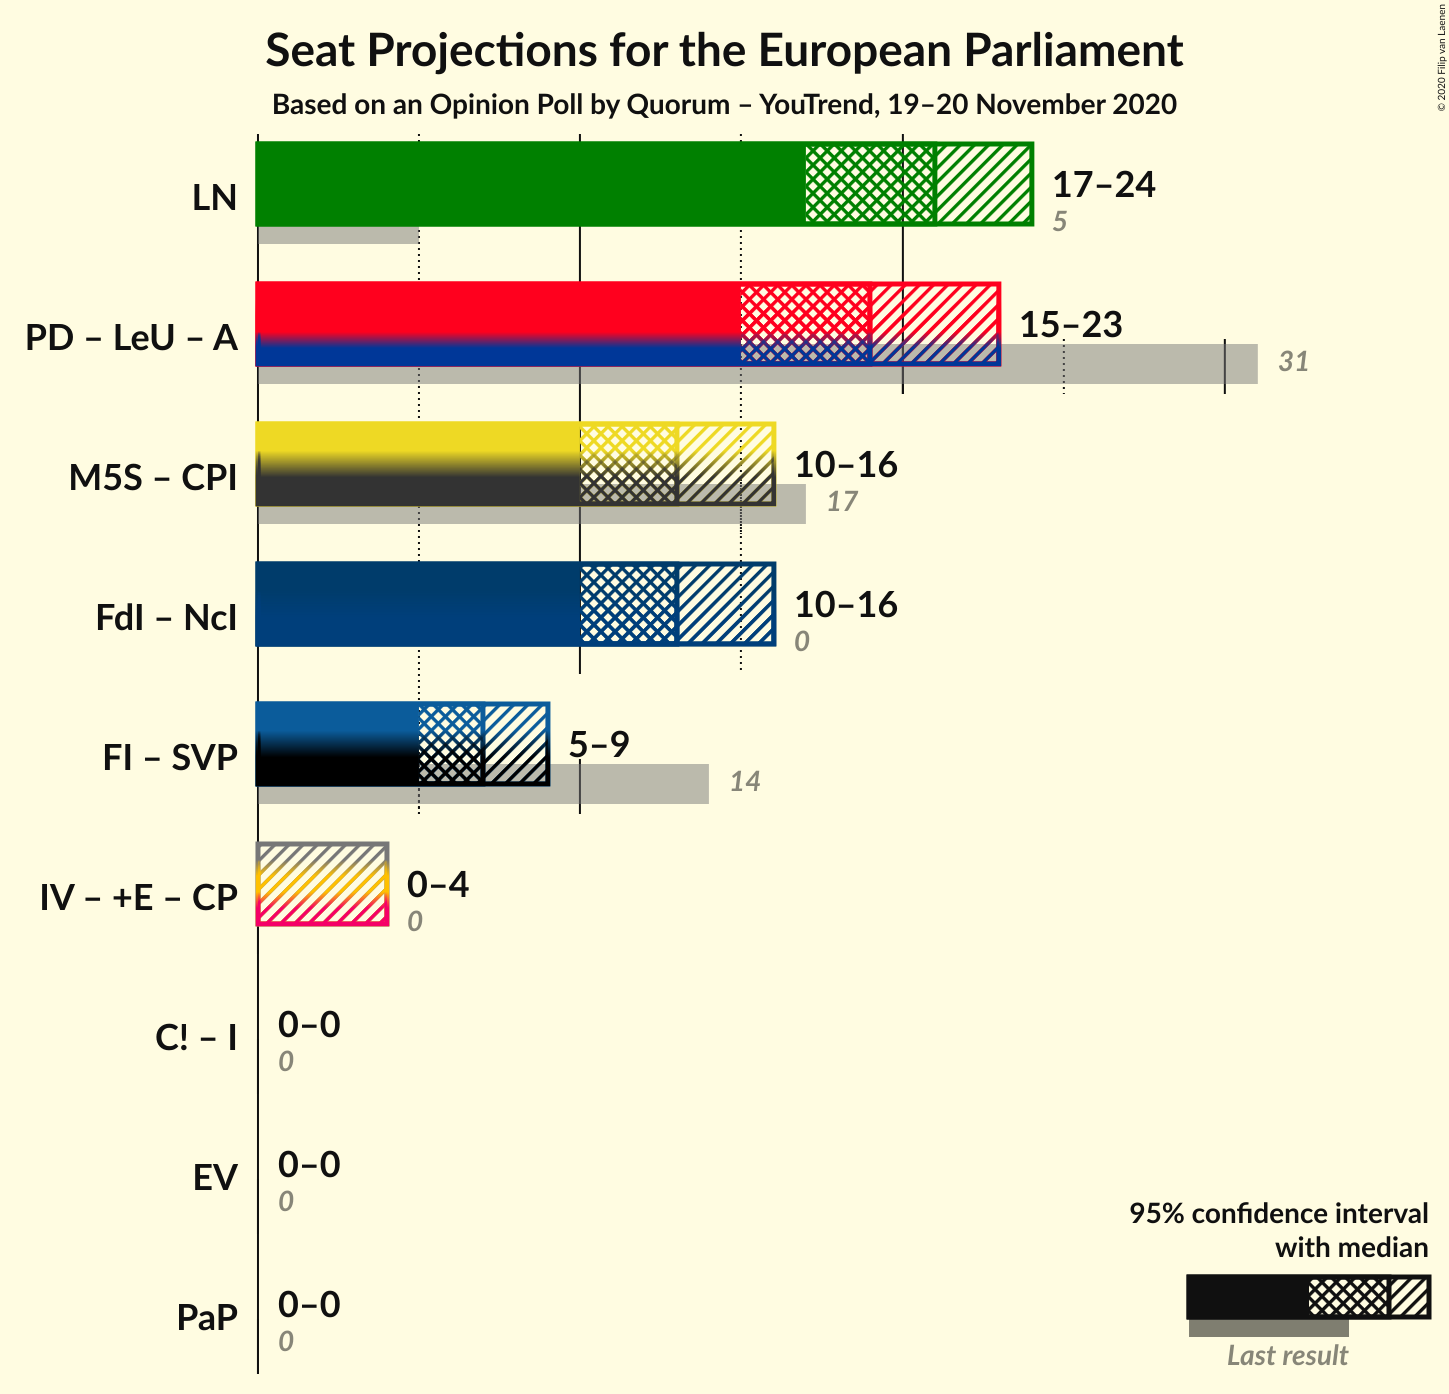 Seat Projections for the European Parliament
Based on an Opinion Poll by Quorum – YouTrend, 19–20 November 2020
© 2020 Filip van Laenen
LN
17–24
5
PD – LeU – A
15–23
31
M5S – CPI
10–16
17
FdI – NcI
10–16
0
FI – SVP
5–9
14
IV – +E – CP
0–4
0
C! – I
0–0
0
EV
0–0
0
PaP
0–0
0
95% confidence interval
with median
Last result